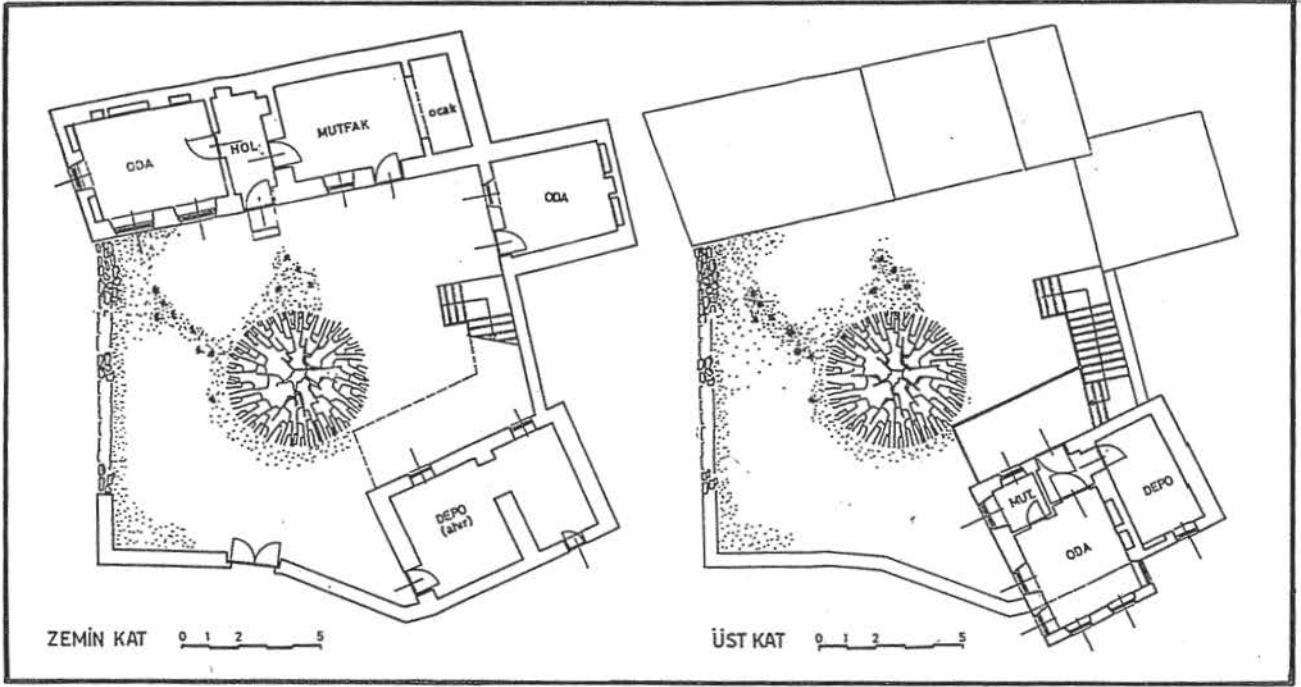 ODA
HOL
MUTFAK
ocak
ODA
DEPO
(ahır)
ZEMİN KAT 0 1 2 5
MUT.
DEPO
ODA
ÜST KAT 0 1 2 5